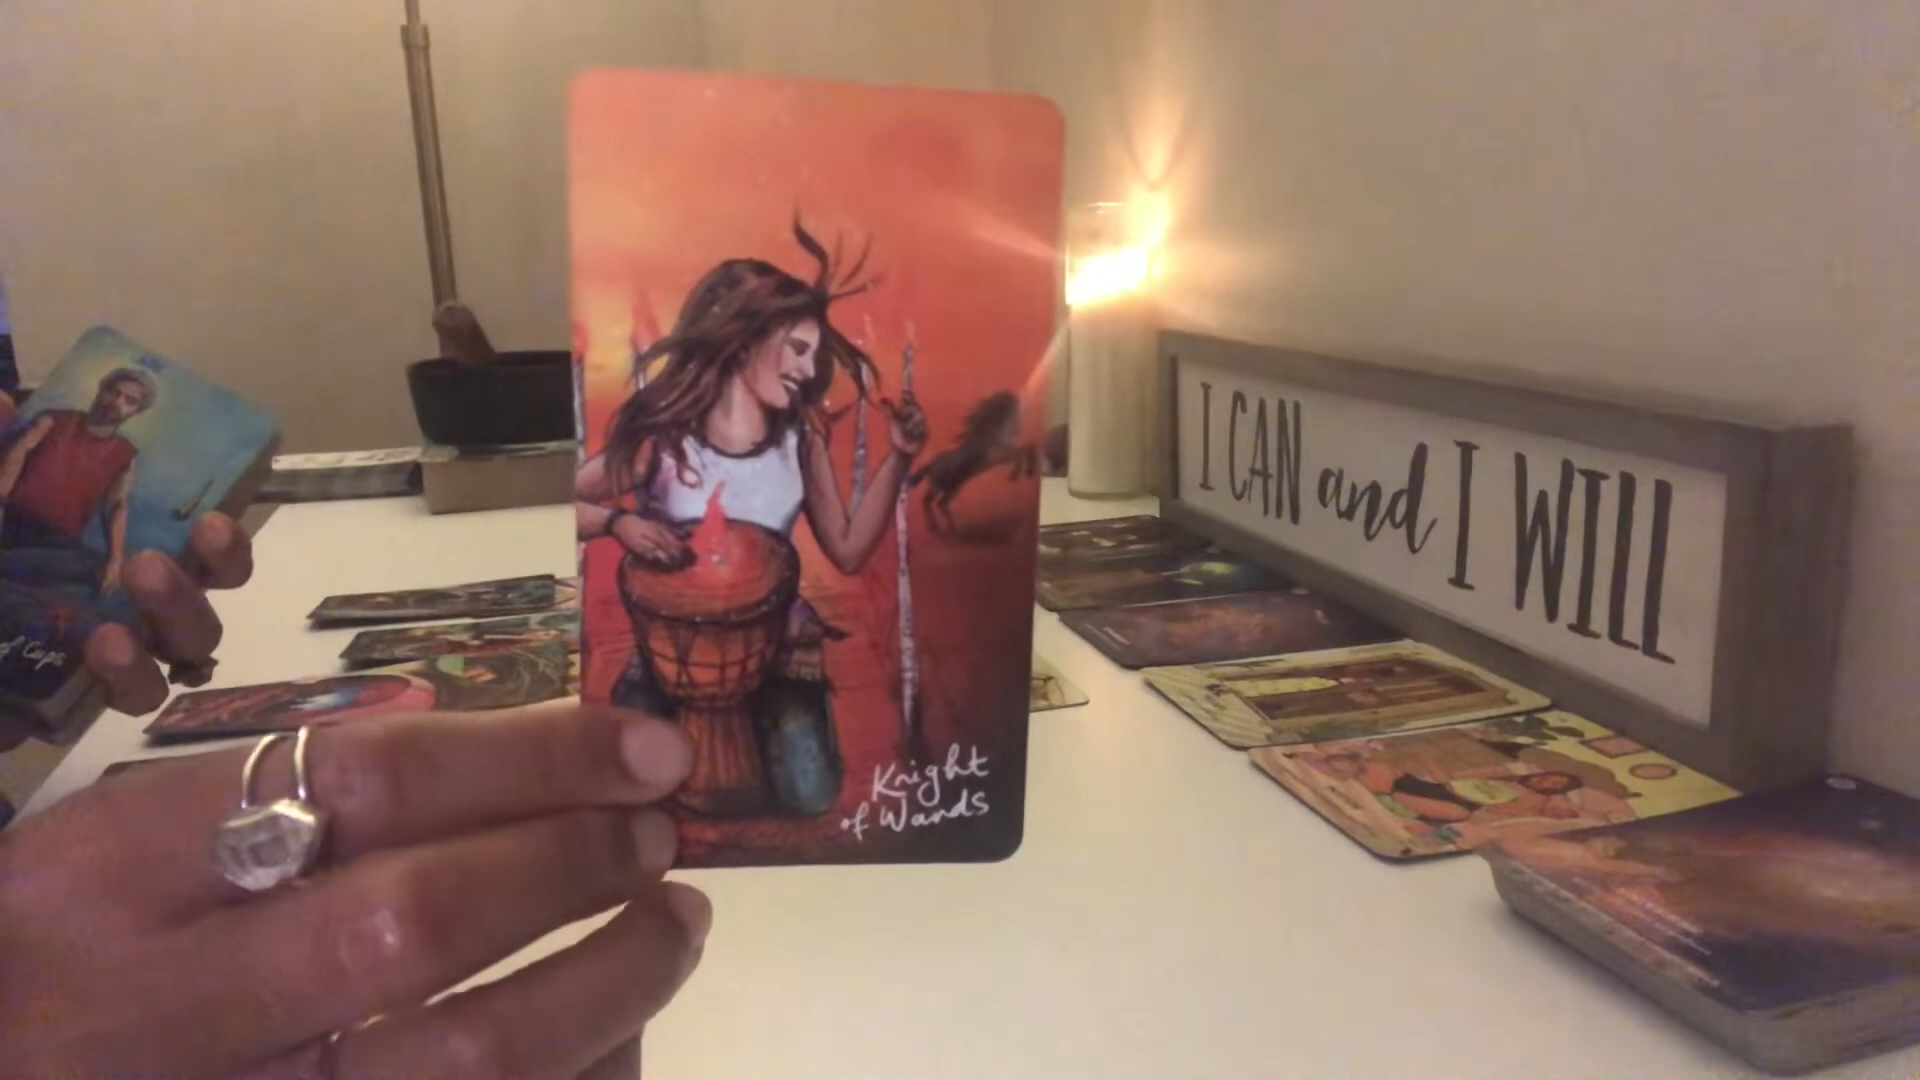 of Cups
Knight
of Wands
I CAN and I WILL